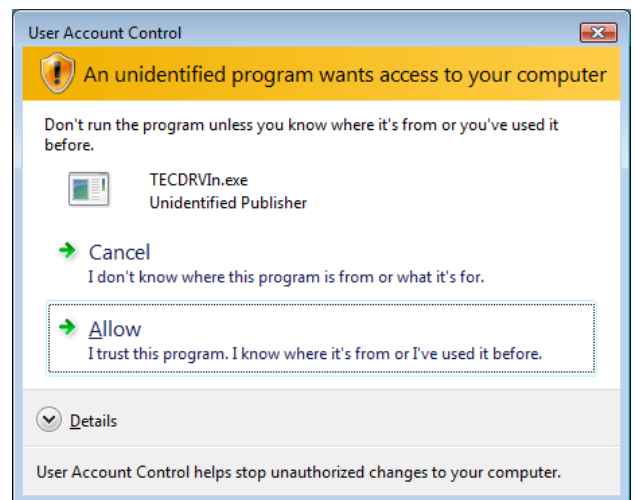 User Account Control
An unidentified program wants access to your computer
Don't run the program unless you know where it's from or you've used it
before.
TECDRVIn.exe
Unidentified Publisher
Cancel
I don't know where this program is from or what it's for.
Allow
I trust this program. I know where it's from or I've used it before.
Details
User Account Control helps stop unauthorized changes to your computer.